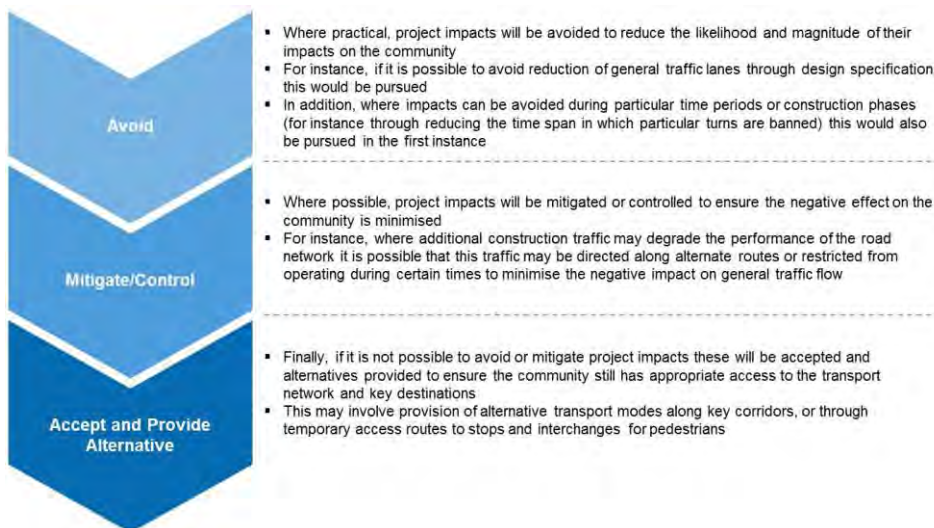 Avoid
▪ Where practical, project impacts will be avoided to reduce the likelihood and magnitude of their
impacts on the community
▪ For instance, if it is possible to avoid reduction of general traffic lanes through design specification
this would be pursued
▪ In addition, where impacts can be avoided during particular time periods or construction phases
(for instance through reducing the time span in which particular turns are banned) this would also
be pursued in the first instance
Mitigate/Control
▪ Where possible, project impacts will be mitigated or controlled to ensure the negative effect on the
community is minimised
▪ For instance, where additional construction traffic may degrade the performance of the road
network it is possible that this traffic may be directed along alternate routes or restricted from
operating during certain times to minimise the negative impact on general traffic flow
Accept and Provide
Alternative
▪ Finally, if it is not possible to avoid or mitigate project impacts these will be accepted and
alternatives provided to ensure the community still has appropriate access to the transport
network and key destinations
▪ This may involve provision of alternative transport modes along key corridors, or through
temporary access routes to stops and interchanges for pedestrians